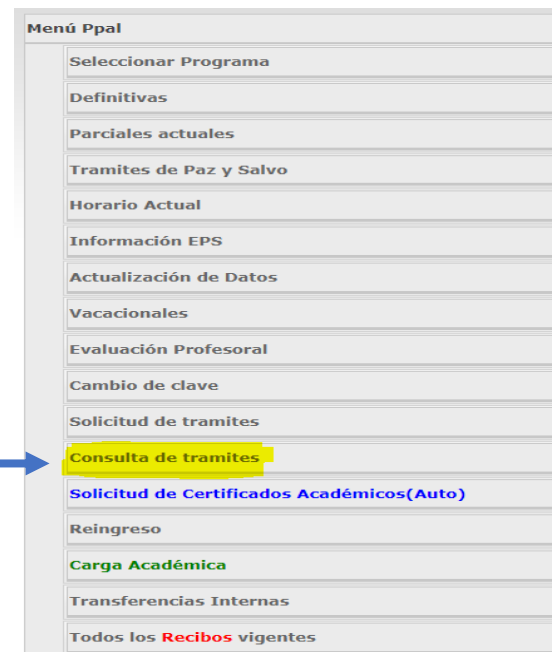 Menú Ppal
Seleccionar Programa
Definitivas
Parciales actuales
Tramites de Paz y Salvo
Horario Actual
Información EPS
Actualización de Datos
Vacacionales
Evaluación Profesoral
Cambio de clave
Solicitud de tramites
Consulta de tramites
Solicitud de Certificados Académicos(Auto)
Reingreso
Carga Académica
Transferencias Internas
Todos los Recibos vigentes